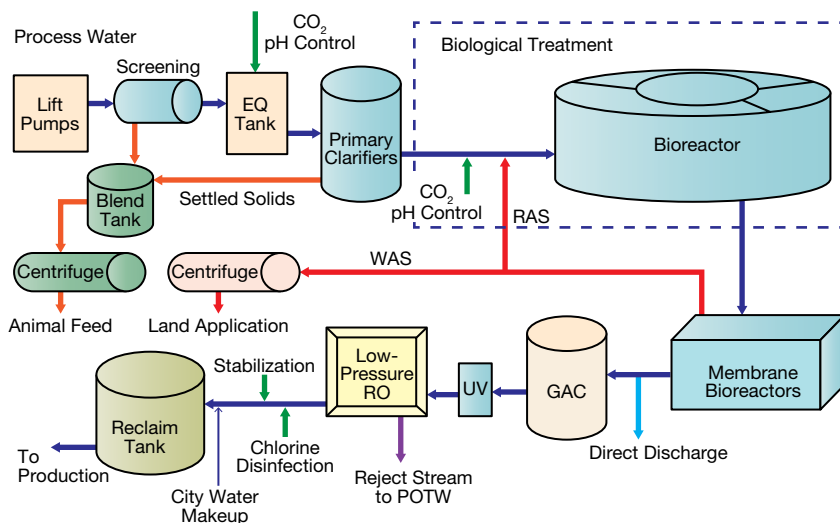 Process Water
CO2
pH Control
Biological Treatment
Screening
Lift
Pumps
EQ
Tank
Primary
Clarifiers
Bioreactor
Blend
Tank
Settled Solids
CO2
pH Control
RAS
WAS
Centrifuge
Centrifuge
Animal Feed
Land Application
Stabilization
Low-
Pressure
RO
UV
GAC
Membrane
Bioreactors
Reclaim
Tank
Chlorine
Disinfection
Direct Discharge
To
Production
City Water
Makeup
Reject Stream
to POTW